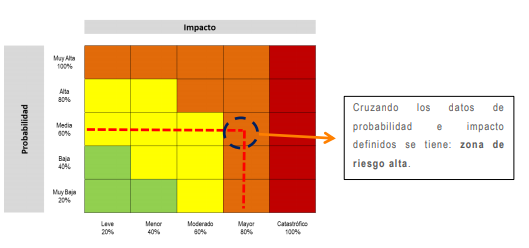 Impacto
Probabilidad
Muy Alta
100%
Alta
80%
Media
60%
Baja
40%
Muy Baja
20%
Leve
20%
Menor
40%
Moderado
60%
Mayor
80%
Catastrófico
100%
Cruzando los datos de
probabilidad e impacto
definidos se tiene: zona de
riesgo alta.